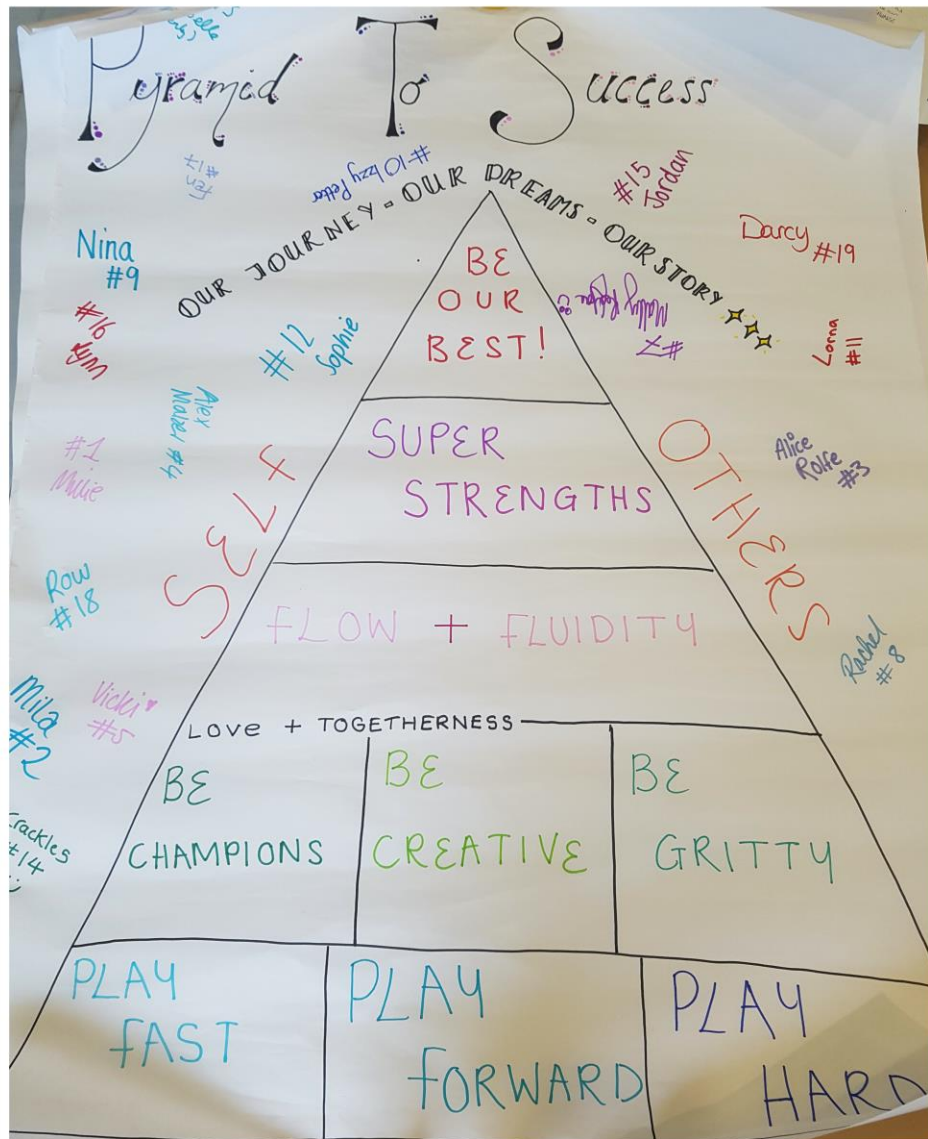 Pyramid To Success
#17
#10 Izzy Petter
#15
Jordan
OUR JOURNEY - OUR DREAMS - OUR STORY
Nina
#9
Darcy #19
#16
#12
Sophie
#7
Lorna
#11
Alex
#4
#1
Millie
Alice
Rolfe
#3
Row
#18
Rachel
#8
Mila
#2
Vicki
#5
crackles
#14
SELF
OTHERS
BE
OUR
BEST!
SUPER
STRENGTHS
FLOW + FLUIDITY
LOVE + TOGETHERNESS
BE
CHAMPIONS
BE
CREATIVE
BE
GRITTY
PLAY
FAST
PLAY
FORWARD
PLAY
HARD